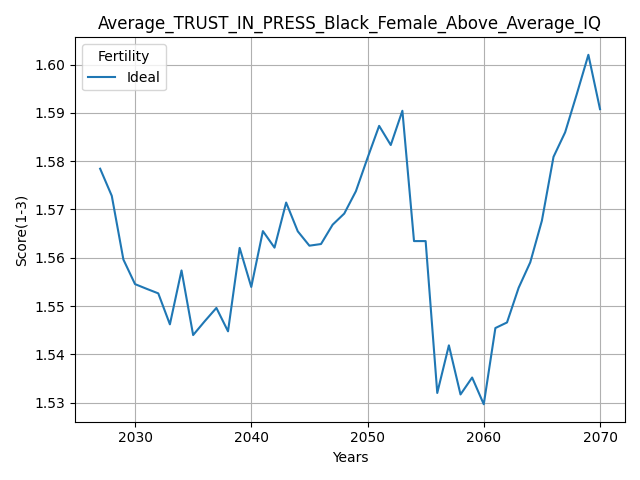 Average_TRUST_IN_PRESS_Black_Female_Above_Average_IQ
Fertility
Ideal
Score(1-3)
1.60
1.59
1.58
1.57
1.56
1.55
1.54
1.53
2030 2040 2050 2060 2070
Years